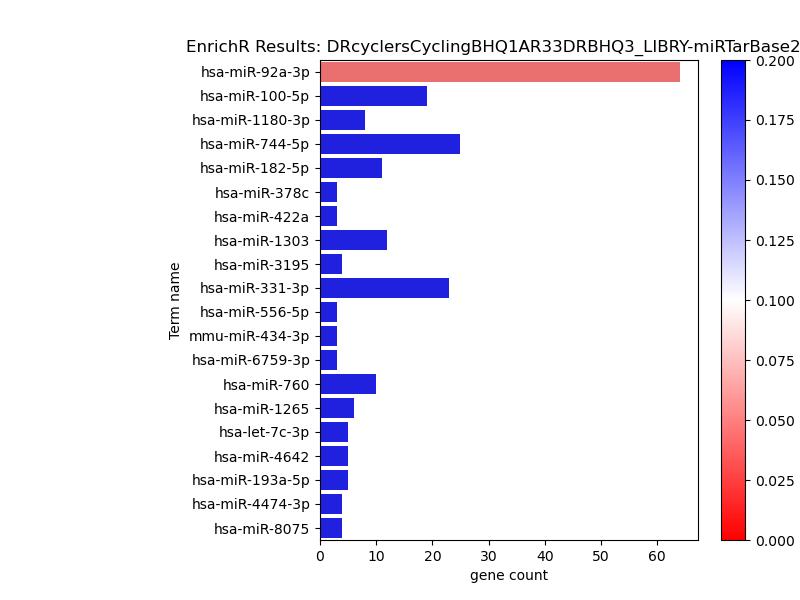 EnrichR Results: DRcyclersCyclingBHQ1AR33DRBHQ3_LIBRY-miRTarBase2
hsa-miR-92a-3p
hsa-miR-100-5p
hsa-miR-1180-3p
hsa-miR-744-5p
hsa-miR-182-5p
hsa-miR-378c
hsa-miR-422a
hsa-miR-1303
hsa-miR-3195
hsa-miR-331-3p
hsa-miR-556-5p
mmu-miR-434-3p
hsa-miR-6759-3p
hsa-miR-760
hsa-miR-1265
hsa-let-7c-3p
hsa-miR-4642
hsa-miR-193a-5p
hsa-miR-4474-3p
hsa-miR-8075
Term name
0 10 20 30 40 50 60
gene count
0.200
0.175
0.150
0.125
0.100
0.075
0.050
0.025
0.000